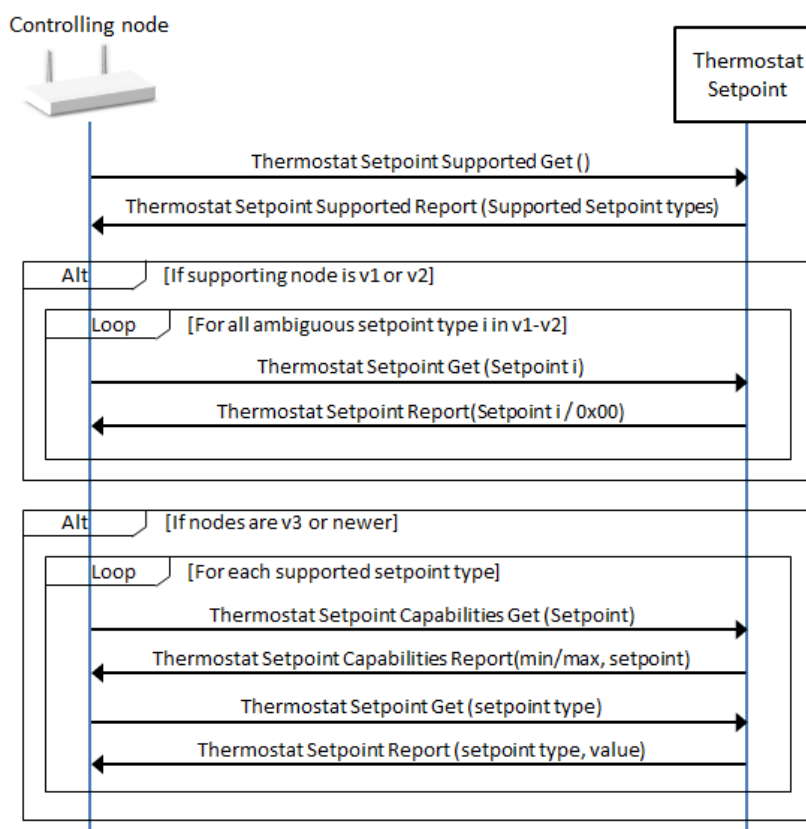 Controlling node
Thermostat
Setpoint
Thermostat Setpoint Supported Get ()
Thermostat Setpoint Supported Report (Supported Setpoint types)
Alt [If supporting node is v1 or v2]
Loop [For all ambiguous setpoint type i in v1-v2]
Thermostat Setpoint Get (Setpoint i)
Thermostat Setpoint Report(Setpoint i / 0x00)
Alt [If nodes are v3 or newer]
Loop [For each supported setpoint type]
Thermostat Setpoint Capabilities Get (Setpoint)
Thermostat Setpoint Capabilities Report(min/max, setpoint)
Thermostat Setpoint Get (setpoint type)
Thermostat Setpoint Report (setpoint type, value)